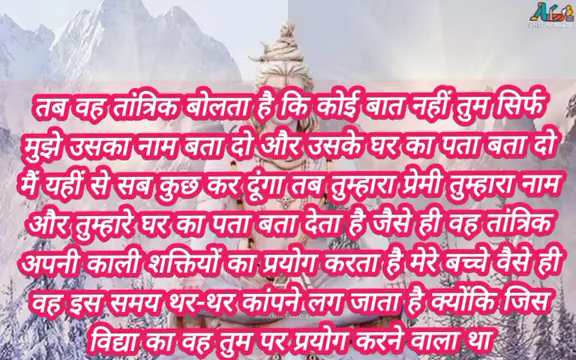 तब वह तांत्रिक बोलता है कि कोई बात नहीं तुम सिर्फ
मुझे उसका नाम बता दो और उसके घर का पता बता दो
मैं यहीं से सब कुछ कर दूंगा तब तुम्हारा प्रेमी तुम्हारा नाम
और तुम्हारे घर का पता बता देता है जैसे ही वह तांत्रिक
अपनी काली शक्तियों का प्रयोग करता है मेरे बच्चे वैसे ही
वह इस समय थर-थर कांपने लग जाता है क्योंकि जिस
विद्या का वह तुम पर प्रयोग करने वाला था